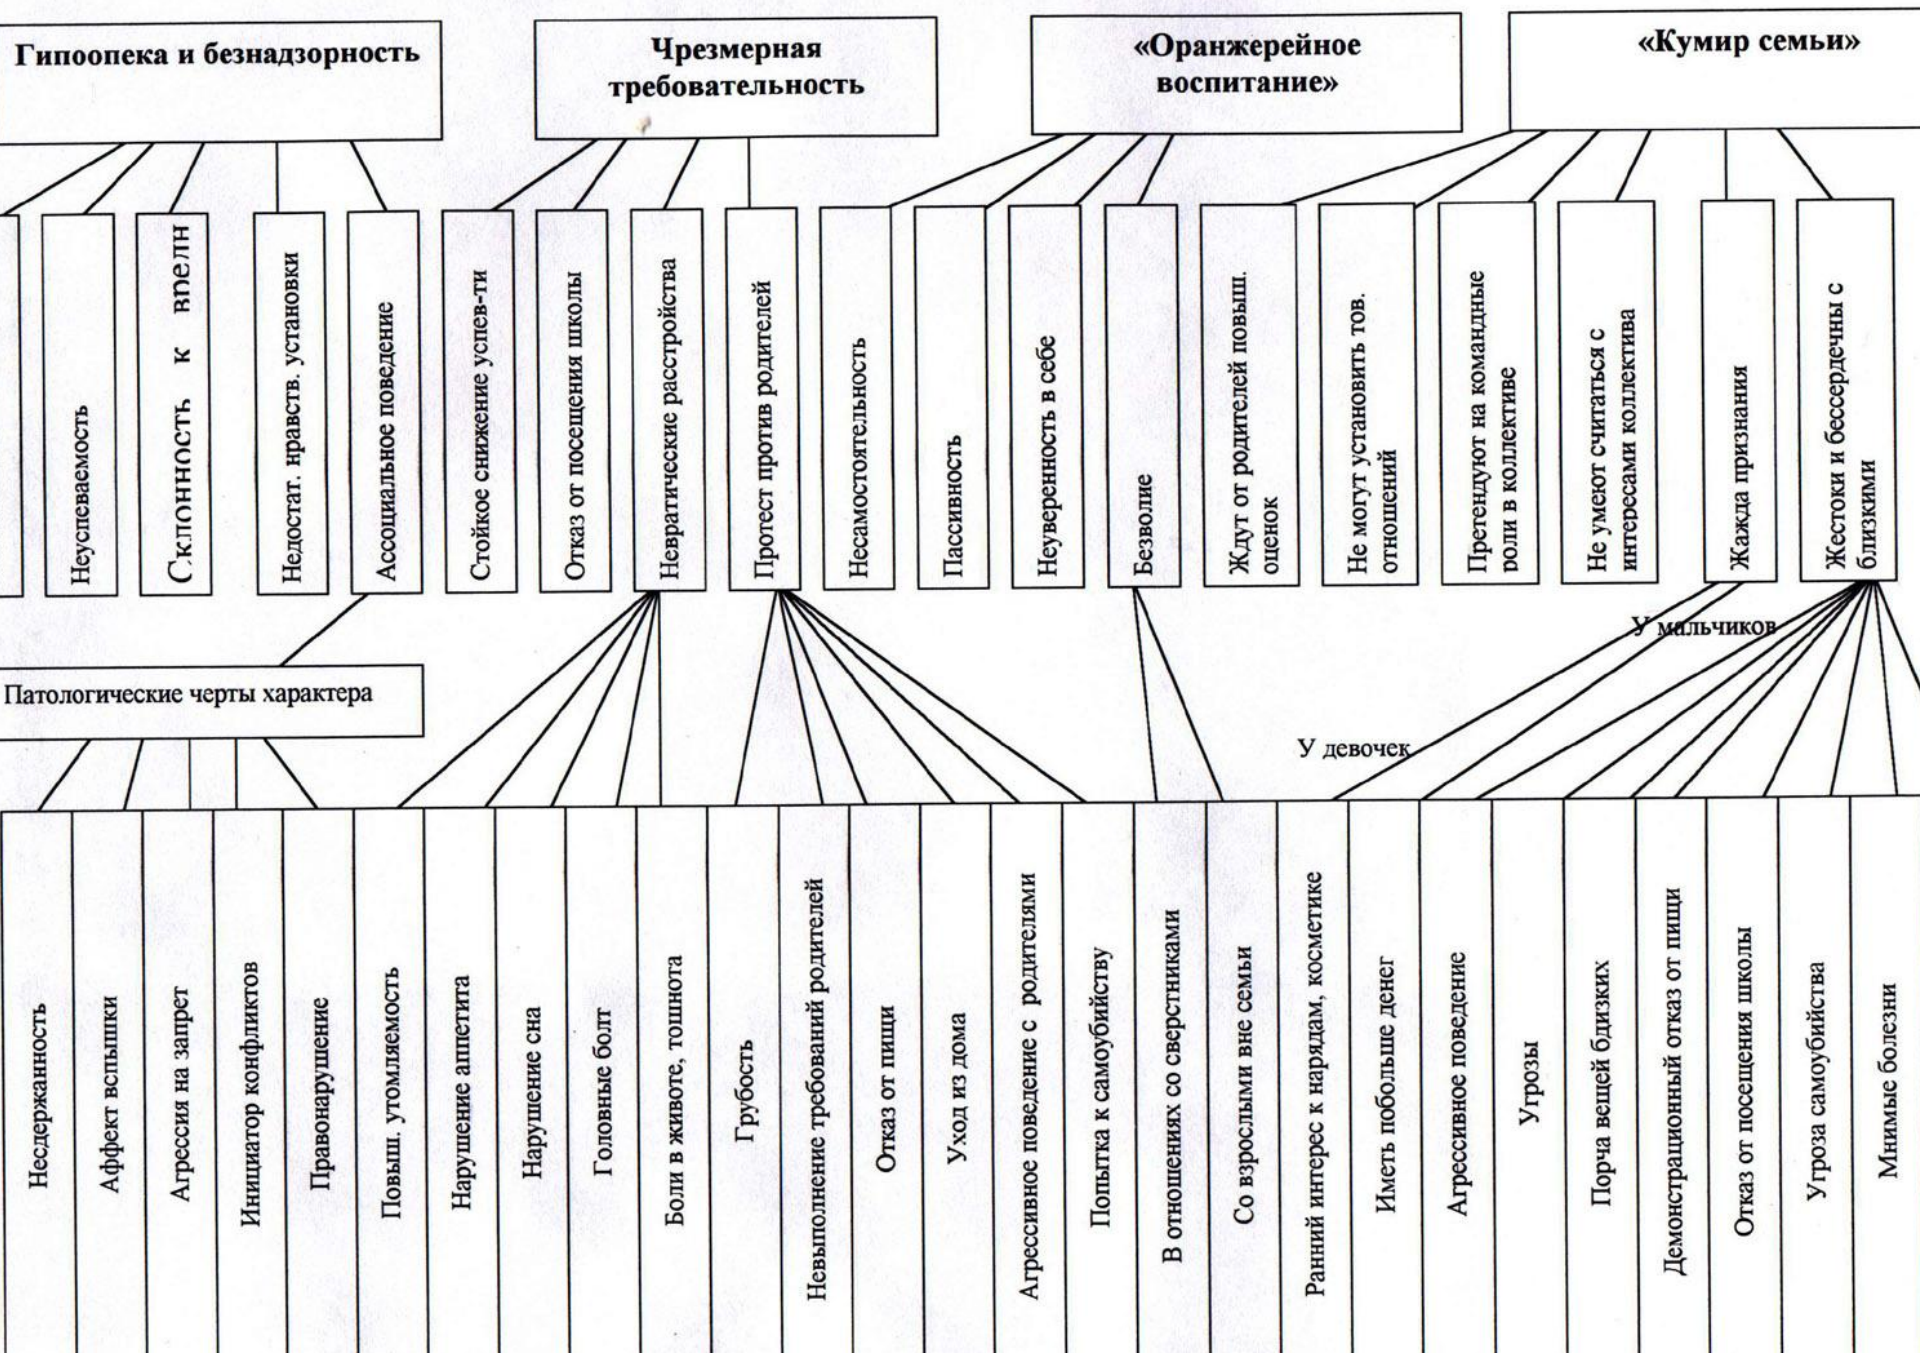 Гипоопека и безнадзорность
Чрезмерная
требовательность
«Оранжерейное
воспитание»
«Кумир семьи»
Неуспеваемость
Склонность к
Недостат. нравств. установки
Ассоциальное поведение
Стойкое снижение успев-ти
Отказ от посещения школы
Невратические расстройства
Протест против родителей
Несамостоятельность
Пассивность
Неуверенность в себе
Безволие
Ждут от родителей повыш.
оценок
Не могут установить тов.
отношений
Претендуют на командные
роли в коллективе
Не умеют считаться с
интересами коллектива
Жажда признания
Жестоки и бессердечны с
близкими
У мальчиков
Патологические черты характера
У девочек
Несдержанность
Аффект вспышки
Агрессия на запрет
Инициатор конфликтов
Правонарушение
Повыш. утомляемость
Нарушение аппетита
Нарушение сна
Головные болт
Боли в животе, тошнота
Грубость
Невыполнение требований родителей
Отказ от пищи
Уход из дома
Агрессивное поведение с родителями
Попытка к самоубийству
В отношениях со сверстниками
Со взрослыми вне семьи
Ранний интерес к нарядам, косметике
Иметь побольше денег
Агрессивное поведение
Угрозы
Порча вещей бдизких
Демонстрационный отказ от пищи
Отказ от посещения школы
Угроза самоубийства
Мнимые болезни